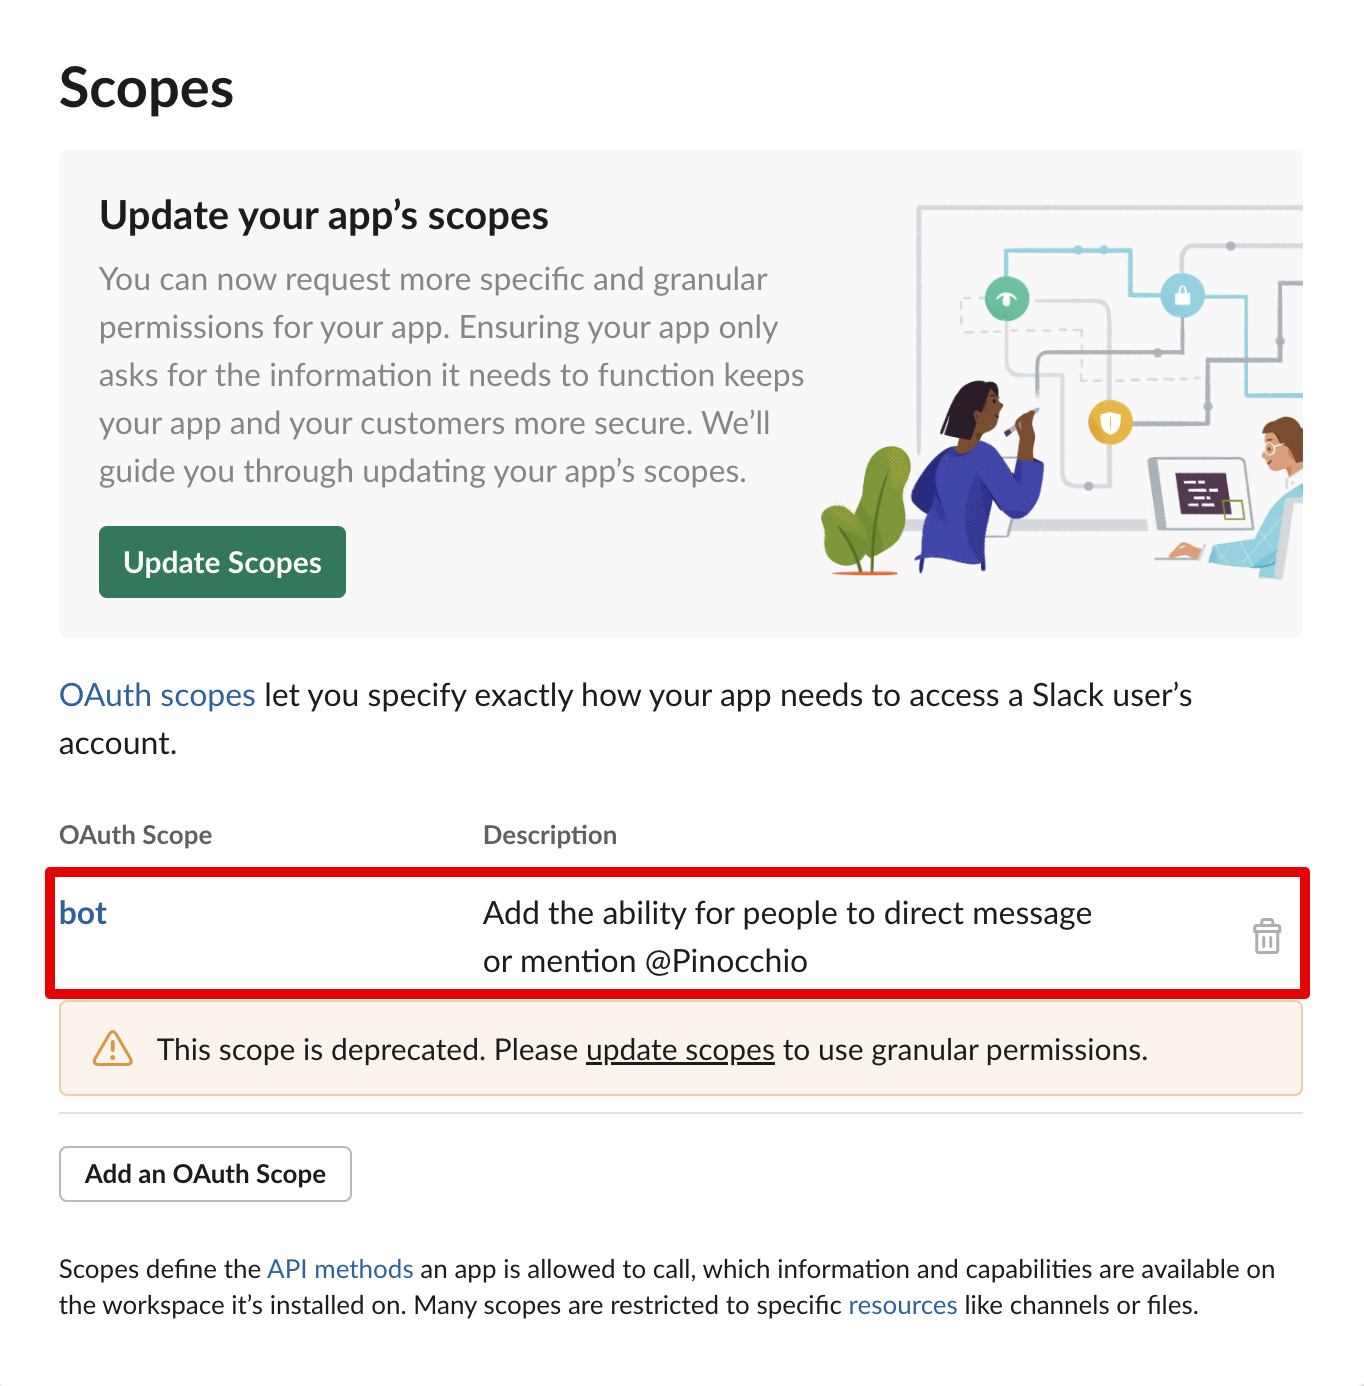 Scopes
Update your app’s scopes
You can now request more specific and granular
permissions for your app. Ensuring your app only
asks for the information it needs to function keeps
your app and your customers more secure. We’ll
guide you through updating your app’s scopes.
Update Scopes
OAuth scopes let you specify exactly how your app needs to access a Slack user’s
account.
OAuth Scope Description
bot Add the ability for people to direct message
or mention @Pinocchio
This scope is deprecated. Please update scopes to use granular permissions.
Add an OAuth Scope
Scopes define the API methods an app is allowed to call, which information and capabilities are available on
the workspace it’s installed on. Many scopes are restricted to specific resources like channels or files.